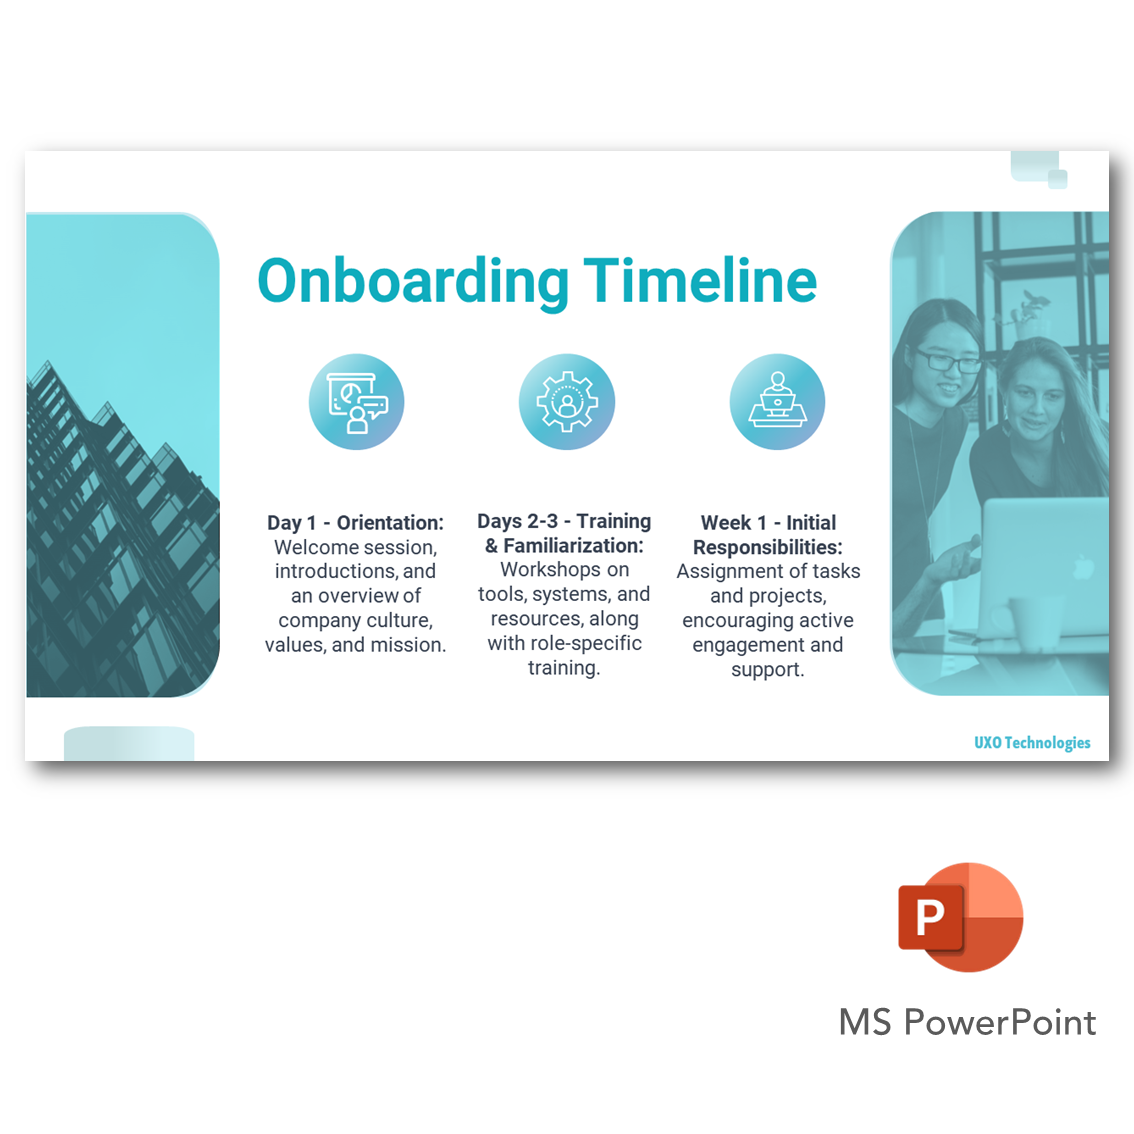 Onboarding Timeline
Day 1 - Orientation:
Welcome session,
introductions, and
an overview of
company culture,
values, and mission.
Days 2-3 - Training
& Familiarization:
Workshops on
tools, systems, and
resources, along
with role-specific
training.
Week 1 - Initial
Responsibilities:
Assignment of tasks
and projects,
encouraging active
engagement and
support.
UXO Technologies
P
MS PowerPoint